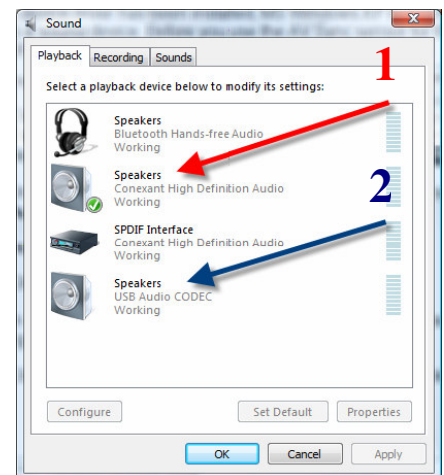 Sound
Playback Recording Sounds
1
Select a playback device below to modify its settings:
Speakers
Bluetooth Hands-free Audio
Working
Speakers
Conexant High Definition Audio
Working
2
SPDIF Interface
Conexant High Definition Audio
Working
Speakers
USB Audio CODEC
Working
Configure Set Default Properties
OK Cancel Apply